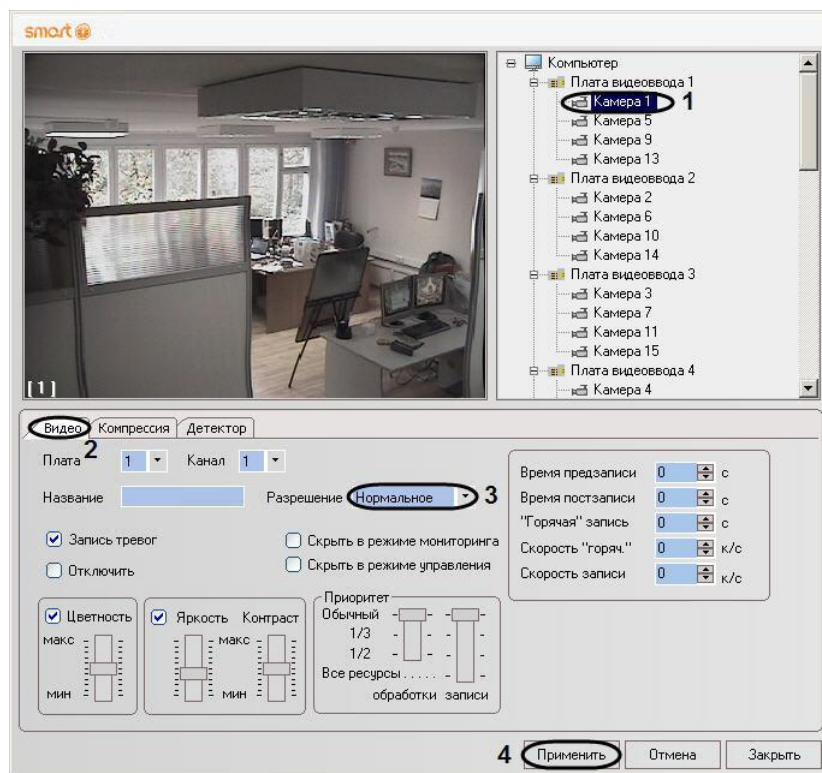 smart
Компьютер
Плата видеоввода 1
Камера 1 1
Камера 5
Камера 9
Камера 13
Плата видеоввода 2
Камера 2
Камера 6
Камера 10
Камера 14
Плата видеоввода 3
Камера 3
Камера 7
Камера 11
Камера 15
Плата видеоввода 4
Камера 4
[1]
Видео Компрессия Детектор
2
Плата 1 Канал 1
Название Разрешение Нормальное 3
Запись тревог
Отключить
Скрыть в режиме мониторинга
Скрыть в режиме управления
Время предзаписи 0 с
Время постзаписи 0 с
"Горячая" запись 0 с
Скорость "горяч." 0 к/с
Скорость записи 0 к/с
Цветность
макс
мин
Яркость Контраст
макс
мин
Приоритет
Обычный
1/3
1/2
Все ресурсы.....
обработки записи
4 Применить Отмена Закрыть